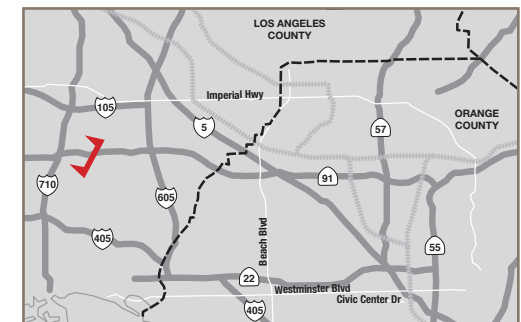 LOS ANGELES
COUNTY
Imperial Hwy
105
5
57
ORANGE
COUNTY
91
710
605
405
Beach Blvd
55
22
Westminster Blvd
Civic Center Dr
405